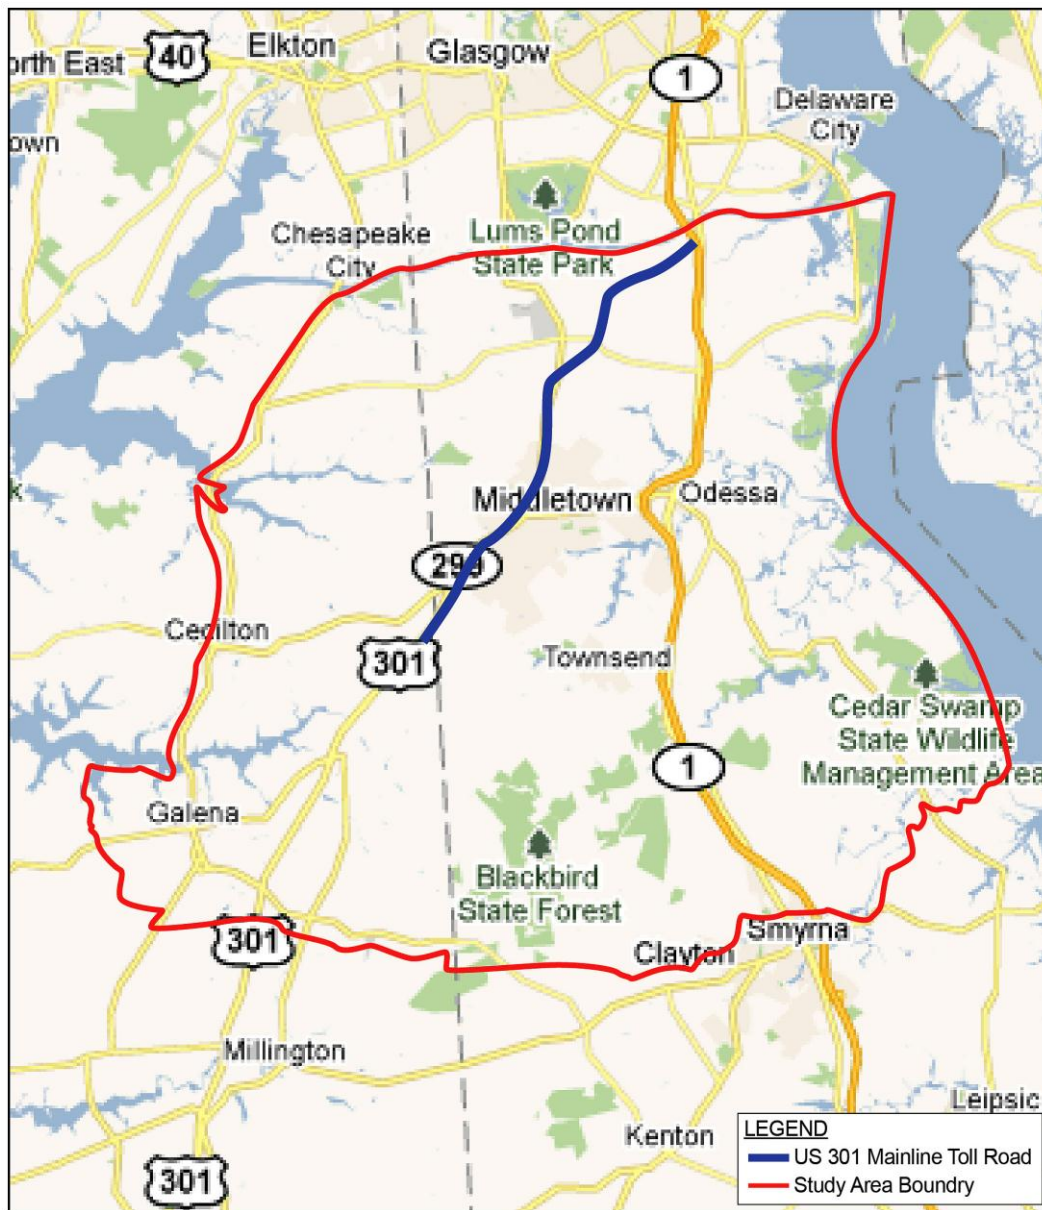 Elkton
Glasgow
orth East
40
1
Delaware
City
own
Chesapeake
City
Lums Pond
State Park
k
Middletown
Odessa
299
Cecilton
301
Townsend
Cedar Swamp
State Wildlife
Management Area
1
Galena
Blackbird
State Forest
301
Clayton
Smyrna
Millington
Leipsic
Kenton
301
LEGEND
US 301 Mainline Toll Road
Study Area Boundry